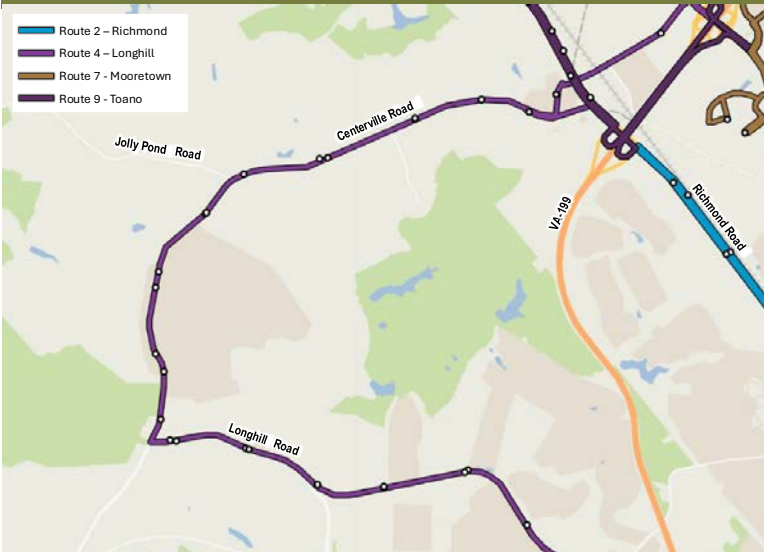 Route 2 – Richmond
Route 4 – Longhill
Route 7 - Mooretown
Route 9 - Toano
Centerville Road
Jolly Pond Road
VA-199
Richmond Road
Longhill Road